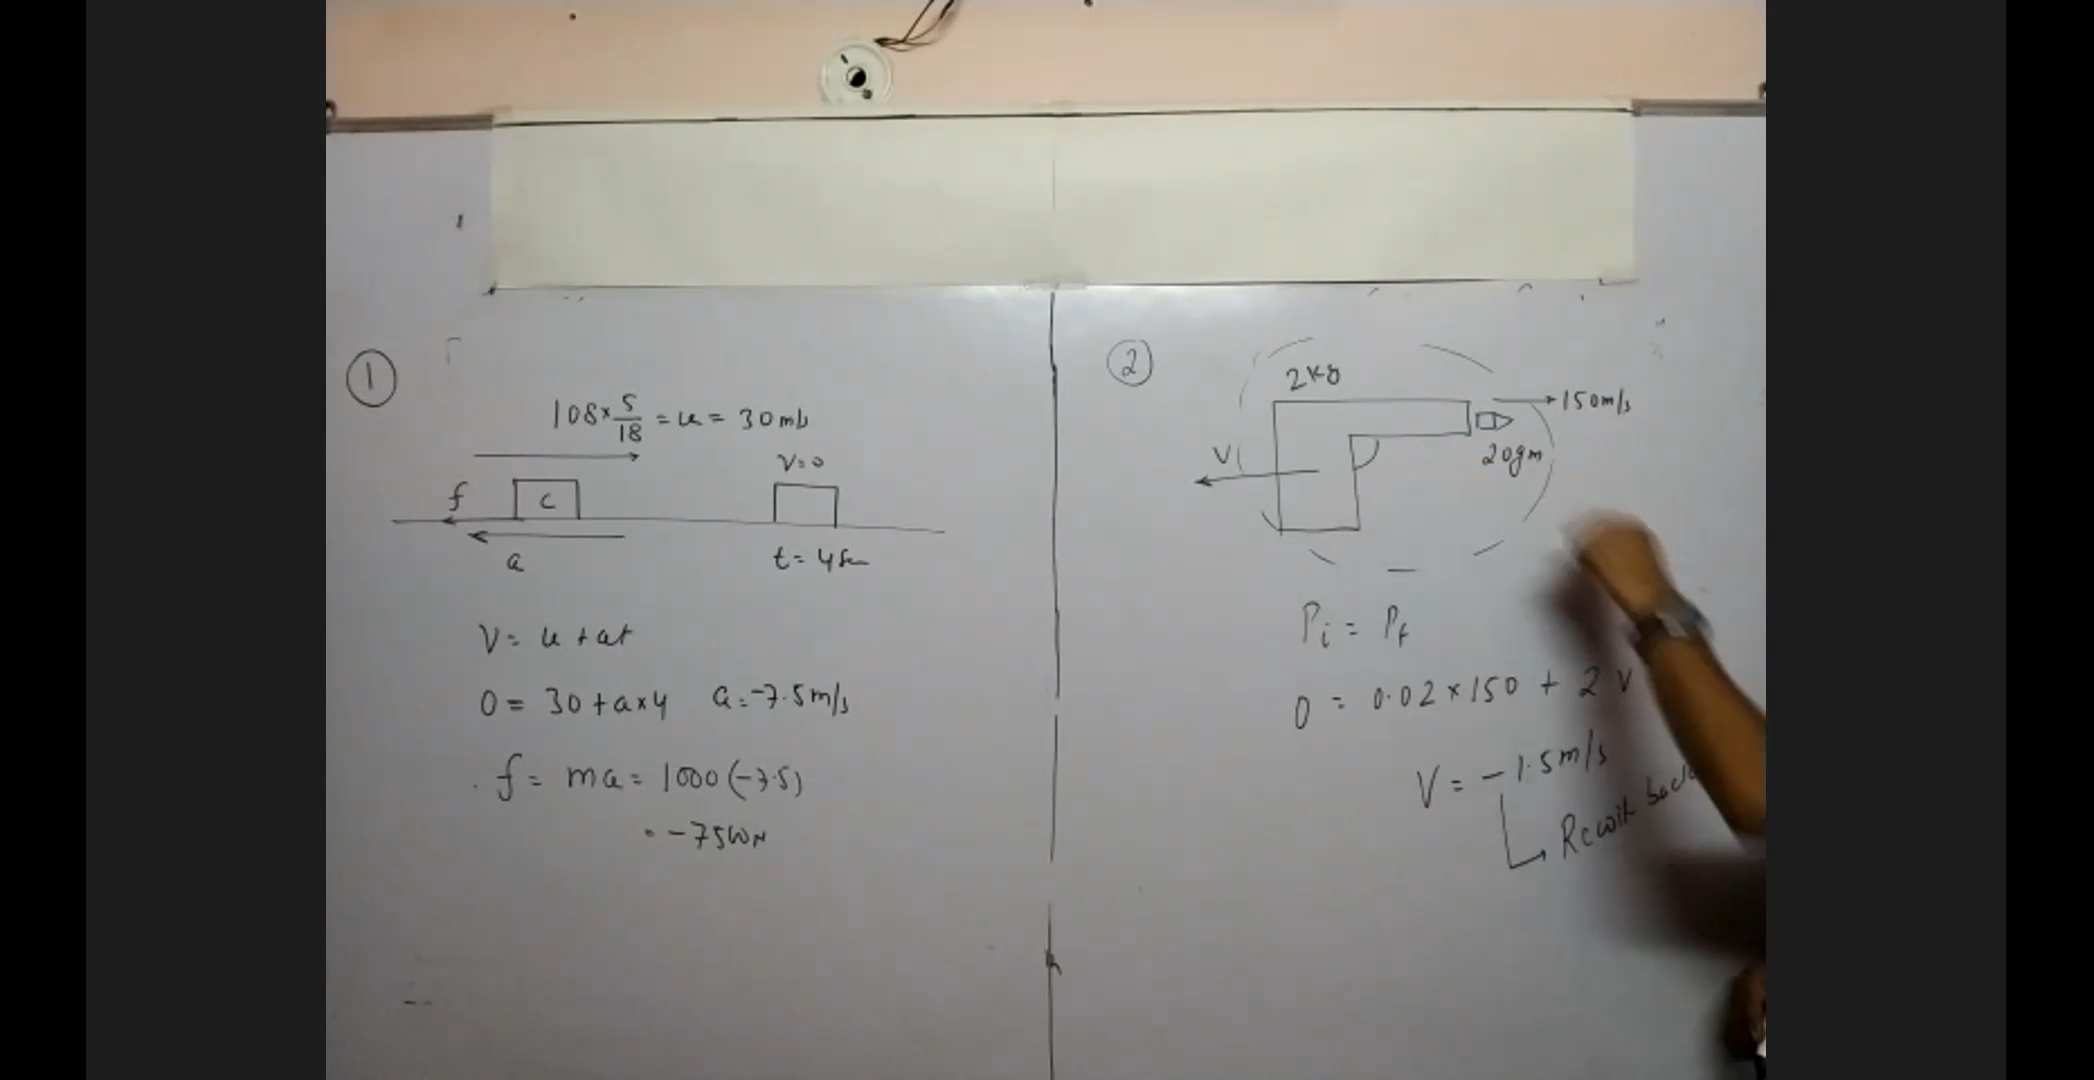 1
108 × 5/18 = u = 30 m/s
V=0
f
C
a
t = 4 sec
V = u + at
0 = 30 + a×4 a = -7.5 m/s
f = ma = 1000 (-7.5)
= -7500 N
2
2 Kg
150 m/s
20 gm
V
Pi = Pf
0 = 0.02 × 150 + 2 V
V = - 1.5 m/s
Recoil